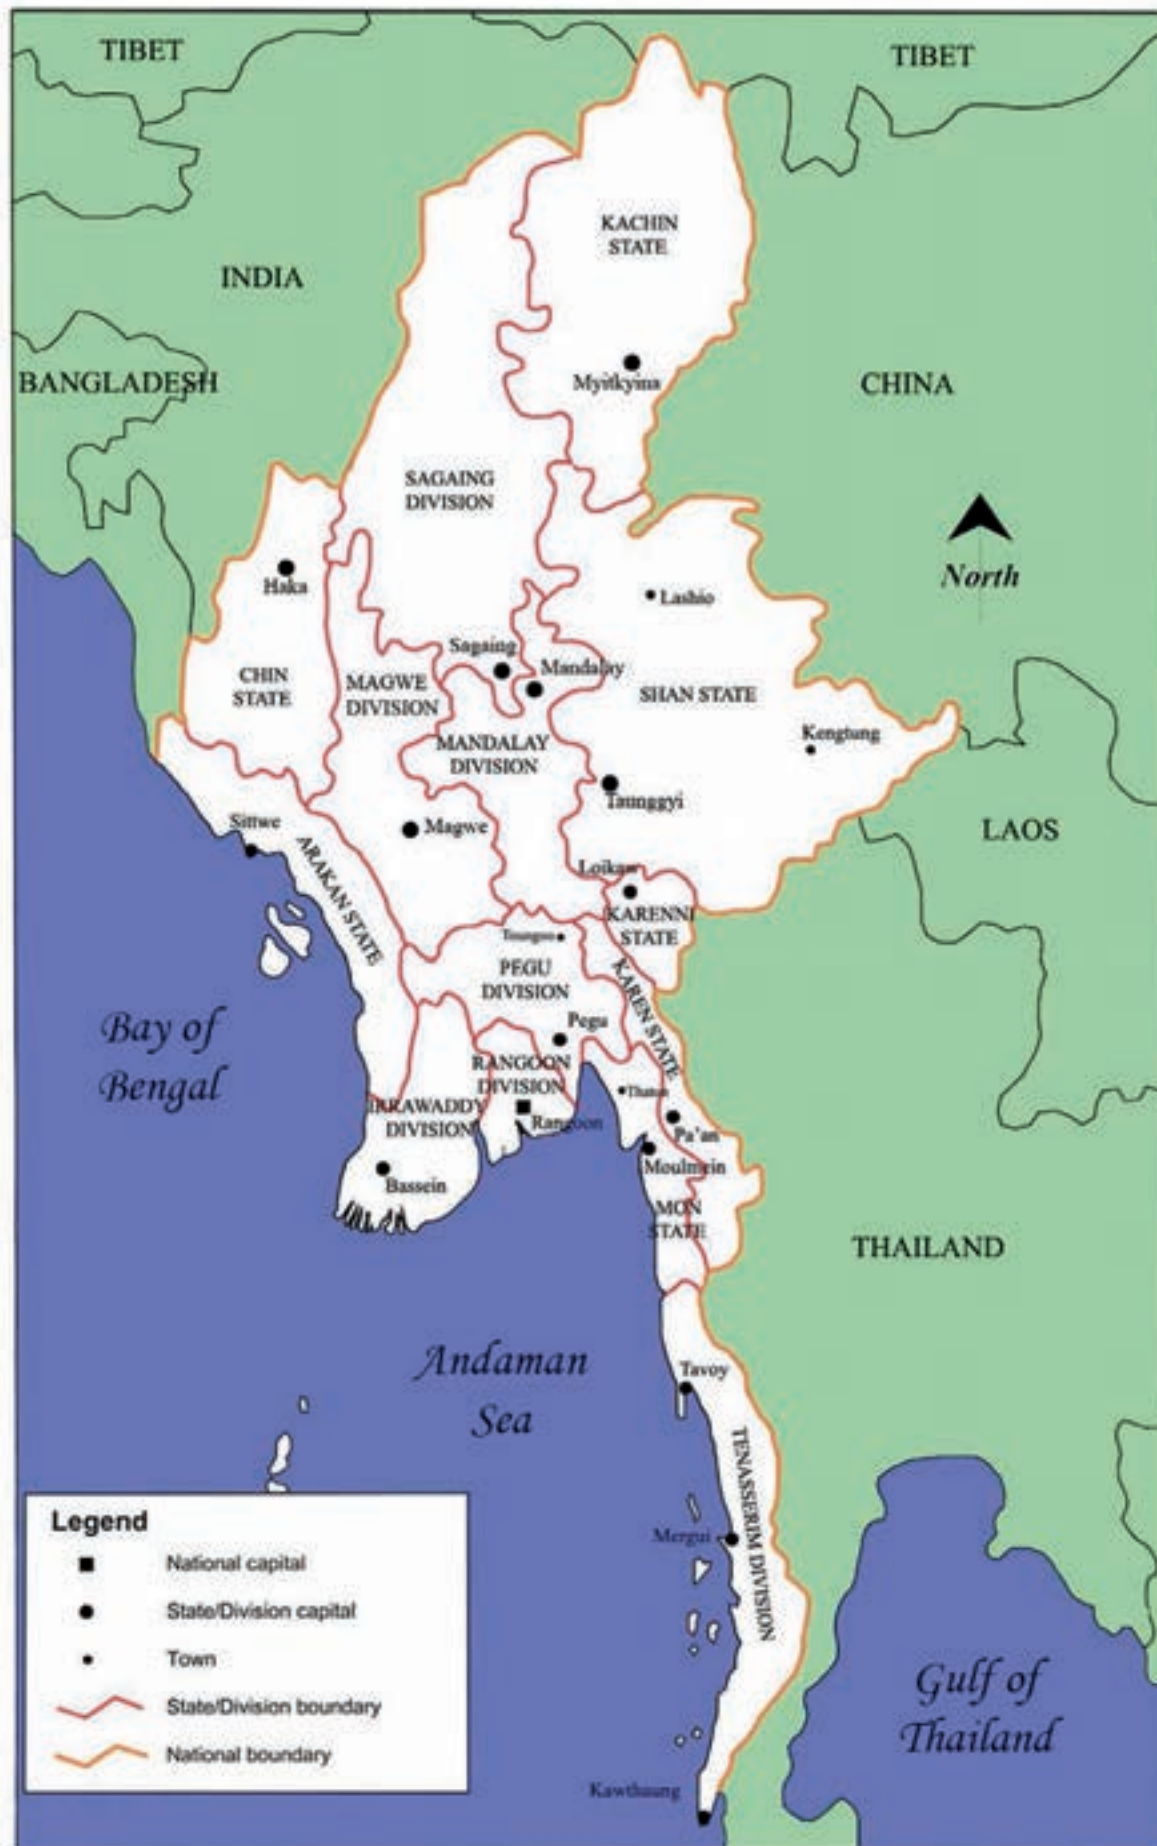 TIBET
TIBET
KACHIN
STATE
INDIA
BANGLADESH
Myitkyina
CHINA
SAGAING
DIVISION
North
Haka
Lashio
Sagaing
Mandalay
CHIN
STATE
MAGWE
DIVISION
SHAN STATE
Kengtung
MANDALAY
DIVISION
Taunggyi
Sittwe
Magwe
LAOS
ARAKAN STATE
Loikaw
KARENNI
STATE
Toungoo
PEGU
DIVISION
KAREN STATE
Bay of
Bengal
Pegu
RANGOON
DIVISION
Thaton
IRRAWADDY
DIVISION
Rangoon
Pa'an
Moulmein
Bassein
MON
STATE
THAILAND
Andaman
Sea
Tavoy
TENASSERIM DIVISION
Mergui
Legend
National capital
State/Division capital
Town
State/Division boundary
National boundary
Gulf of
Thailand
Kawthaung